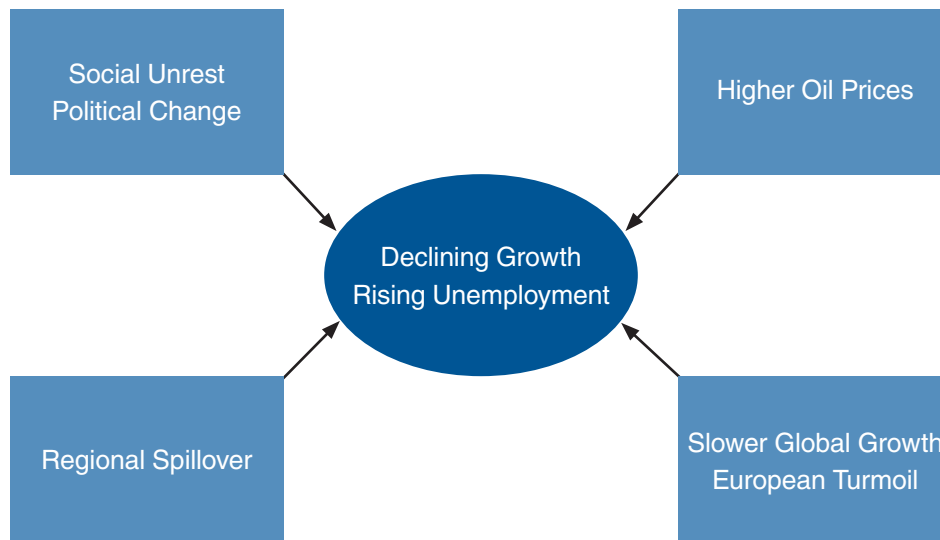 Social Unrest
Political Change
Higher Oil Prices
Declining Growth
Rising Unemployment
Regional Spillover
Slower Global Growth
European Turmoil